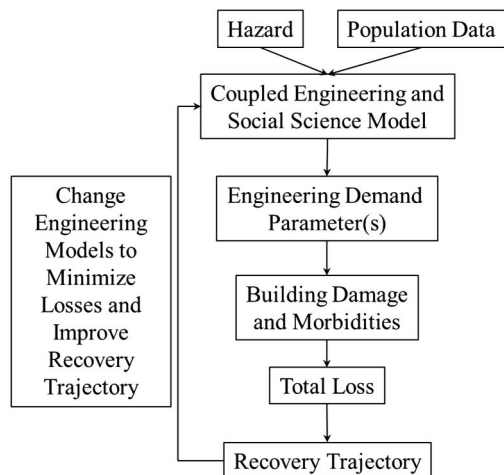 Hazard
Population Data
Coupled Engineering and
Social Science Model
Engineering Demand
Parameter(s)
Building Damage
and Morbidities
Total Loss
Recovery Trajectory
Change
Engineering
Models to
Minimize
Losses and
Improve
Recovery
Trajectory